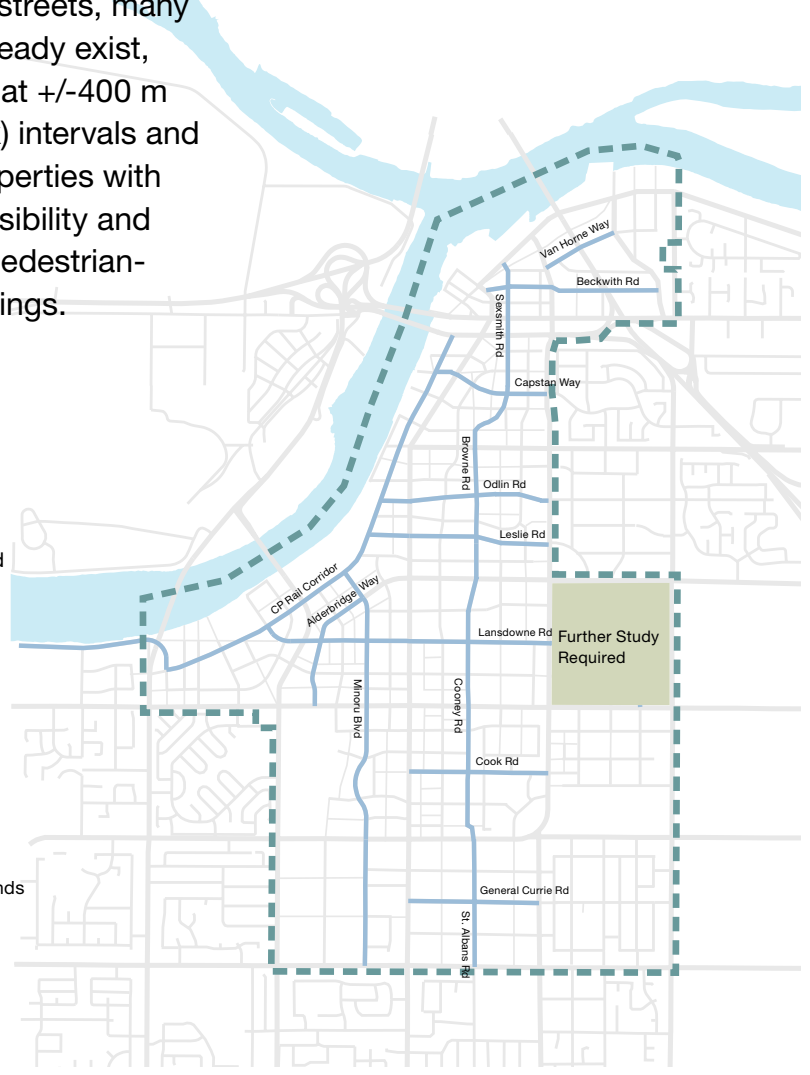 streets, many
eady exist,
at +/-400 m
) intervals and
perties with
sibility and
edestrian-
ings.
Van Horne Way
Beckwith Rd
Sexsmith Rd
Capstan Way
Browne Rd
Odlin Rd
Leslie Rd
d
CP Rail Corridor
Alderbridge Way
Lansdowne Rd
Further Study
Required
Minoru Blvd
Cooney Rd
Cook Rd
nds
General Currie Rd
St. Albans Rd